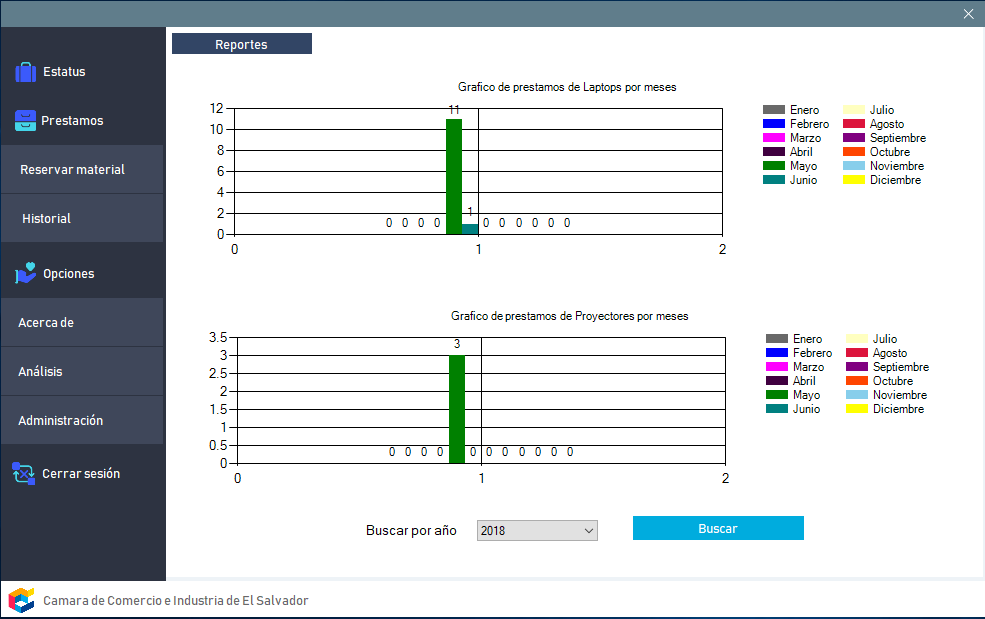 Reportes
Estatus
Prestamos
Reservar material
Historial
Opciones
Acerca de
Análisis
Administración
Cerrar sesión
Grafico de prestamos de Laptops por meses
12
10
8
6
4
2
0
11
1
0 0 0 0 0 0 0 0 0 0
0 1 2
Enero Julio
Febrero Agosto
Marzo Septiembre
Abril Octubre
Mayo Noviembre
Junio Diciembre
Grafico de prestamos de Proyectores por meses
3.5
3
2.5
2
1.5
1
0.5
0
3
0 0 0 0 0 0 0 0 0 0 0
0 1 2
Enero Julio
Febrero Agosto
Marzo Septiembre
Abril Octubre
Mayo Noviembre
Junio Diciembre
Buscar por año 2018 Buscar
Camara de Comercio e Industria de El Salvador